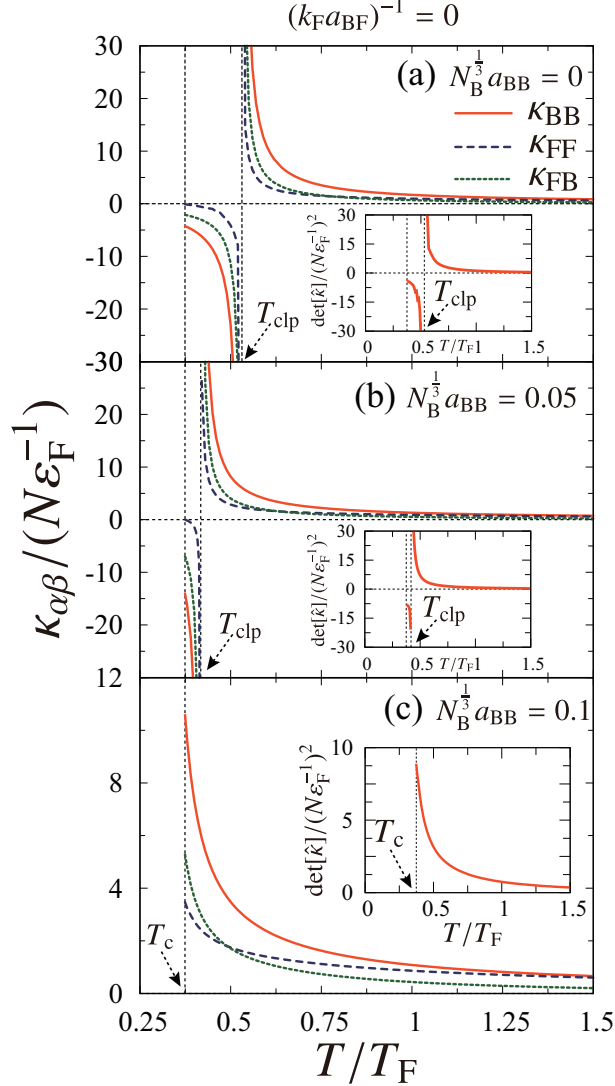 (k_F a_BF)^{-1} = 0
30
20
10
0
-10
-20
-30
(a) N_B^{1/3} a_BB = 0
κ_BB
κ_FF
κ_FB
T_clp
det[κ̂]/(Nε_F^{-1})^2
30
15
0
-15
-30
0 0.5 T/T_F 1 1.5
T_clp
κ_αβ/(Nε_F^{-1})
20
10
0
-10
-20
(b) N_B^{1/3} a_BB = 0.05
T_clp
det[κ̂]/(Nε_F^{-1})^2
30
15
0
-15
-30
0 0.5 T/T_F 1 1.5
T_clp
12
8
4
0
(c) N_B^{1/3} a_BB = 0.1
T_c
det[κ̂]/(Nε_F^{-1})^2
10
5
0
T_c
0 0.5 1 1.5
T/T_F
0.25 0.5 0.75 1 1.25 1.5
T/T_F